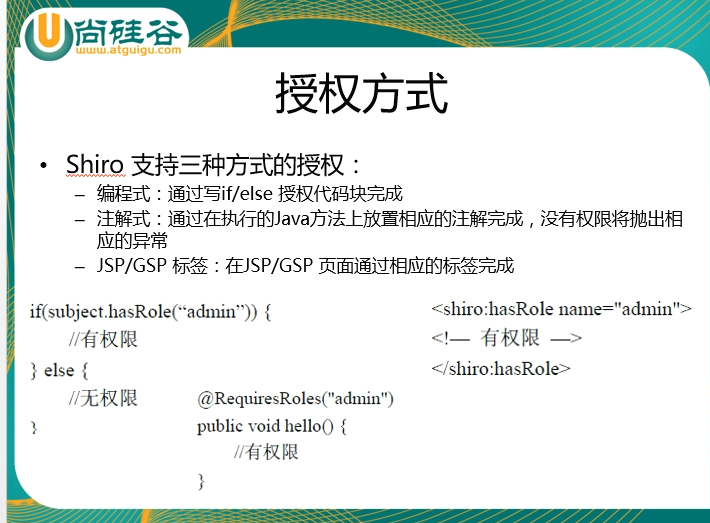 尚硅谷
www.atguigu.com
授权方式
• Shiro 支持三种方式的授权：
– 编程式：通过写if/else 授权代码块完成
– 注解式：通过在执行的Java方法上放置相应的注解完成，没有权限将抛出相
应的异常
– JSP/GSP 标签：在JSP/GSP 页面通过相应的标签完成
if(subject.hasRole(“admin”)) {
//有权限
} else {
//无权限
}
@RequiresRoles("admin")
public void hello() {
//有权限
}
<shiro:hasRole name="admin">
<!— 有权限 —>
</shiro:hasRole>